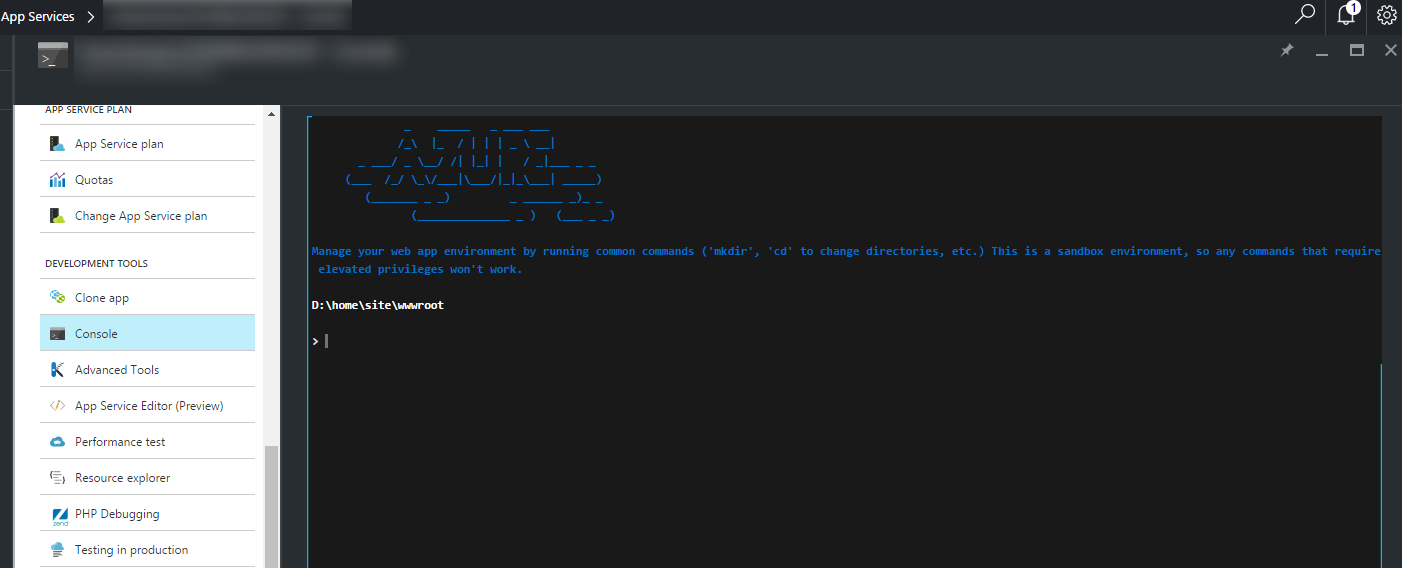 App Services
1
APP SERVICE PLAN
App Service plan
Quotas
Change App Service plan
DEVELOPMENT TOOLS
Clone app
Console
Advanced Tools
App Service Editor (Preview)
Performance test
Resource explorer
PHP Debugging
Testing in production
AZURE
Manage your web app environment by running common commands ('mkdir', 'cd' to change directories, etc.) This is a sandbox environment, so any commands that require
elevated privileges won't work.
D:\home\site\wwwroot
>